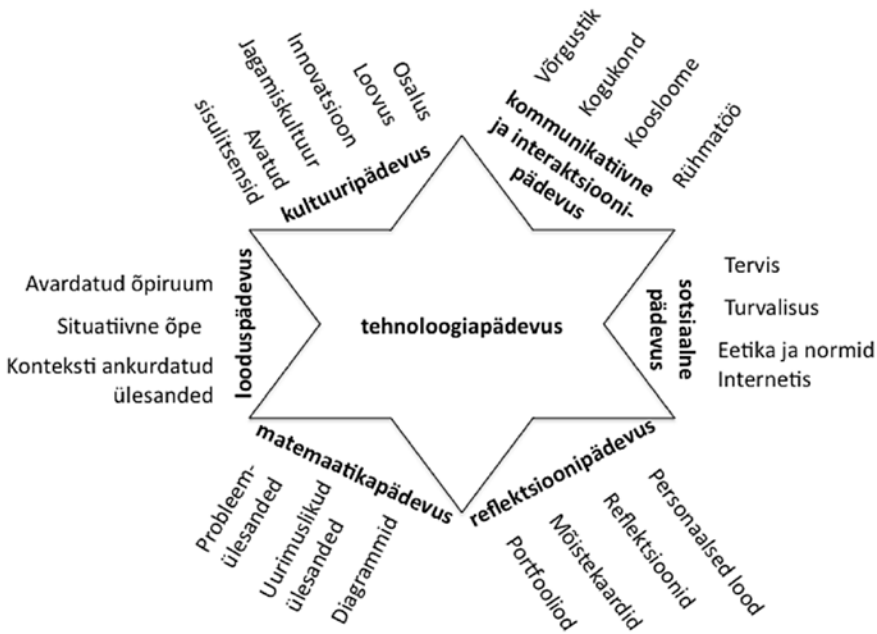 Osalus
Loovus
Innovatsioon
Jagamiskultuur
Avatud
sisulitsensid
kultuuripädevus
Võrgustik
Kogukond
Koosloome
Rühmatöö
kommunikatiivne
ja interaktsiooni-
pädevus
Avardatud õpiruum
Situatiivne õpe
Konteksti ankurdatud
ülesanded
looduspädevus
tehnoloogiapädevus
sotsiaalne
pädevus
Tervis
Turvalisus
Eetika ja normid
Internetis
matemaatikapädevus
Probleem-
ülesanded
Uurimuslikud
ülesanded
Diagrammid
reflektsioonipädevus
Portfooliod
Mõistekaardid
Reflektsioonid
Personaalsed lood